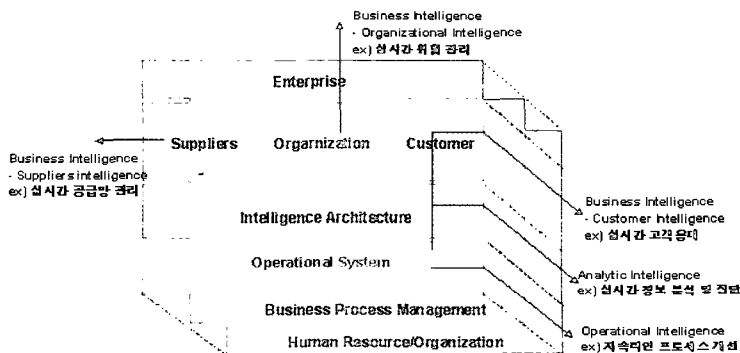 Business Intelligence
- Organizational Intelligence
ex) 실시간 위험 관리
Enterprise
Suppliers Orgarnization Customer
Business Intelligence
- Suppliers intelligence
ex) 실시간 공급망 관리
Business Intelligence
- Customer Intelligence
ex) 실시간 고객응대
Intelligence Architecture
Operational System
Analytic Intelligence
ex) 실시간 정보 분석 및 진단
Business Process Management
Human Resource/Organization
Operational Intelligence
ex) 지속적인 프로세스 개선